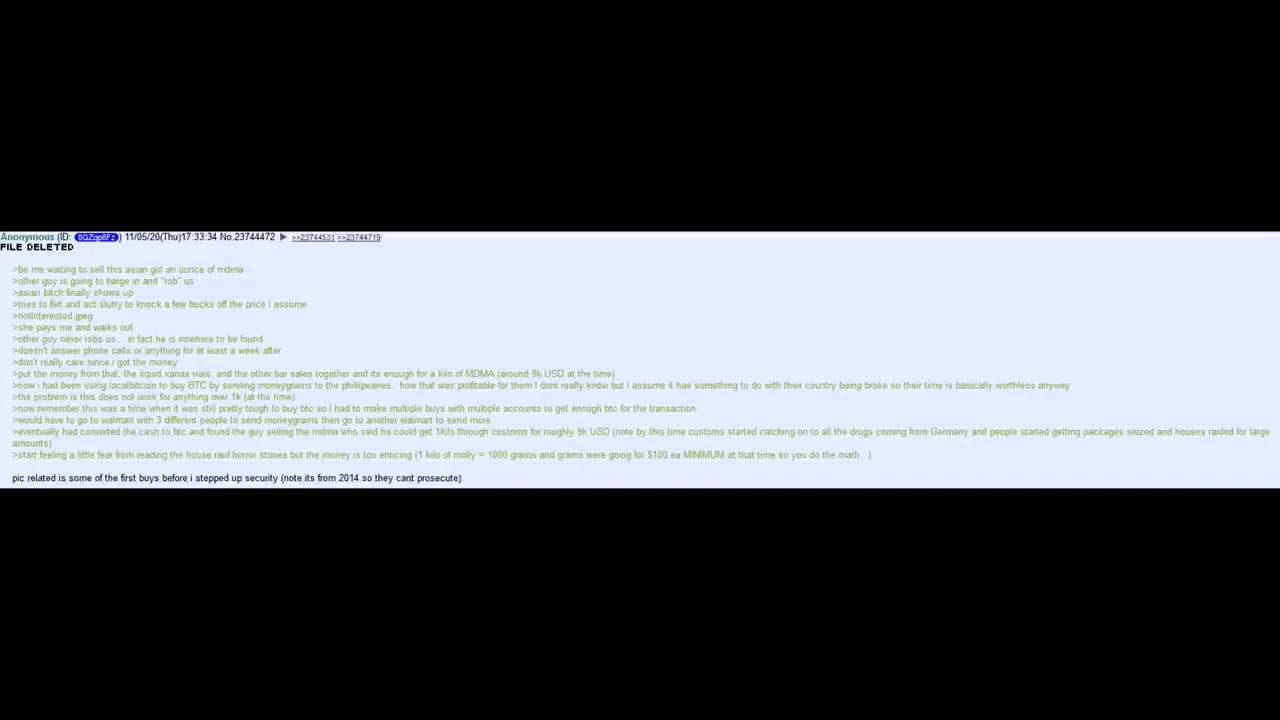 Anonymous (ID: BQZqp8Fz) 11/05/20(Thu)17:33:34 No.23744472 ▶ >>23744531 >>23744719
FILE DELETED
>be me waiting to sell this asian girl an ounce of mdma
>other guy is going to barge in and "rob" us
>asian bitch finally shows up
>tries to flirt and act slutty to knock a few bucks off the price I assume
>notInterested.jpeg
>she pays me and walks out
>other guy never robs us... in fact he is nowhere to be found
>doesn't answer phone calls or anything for at least a week after
>don't really care since i got the money
>put the money from that, the liquid xanax vials, and the other bar sales together and its enough for a kilo of MDMA (around 9k USD at the time)
>now i had been using localbitcoin to buy BTC by sending moneygrams to the phillipeanes.. how that was profitable for them I dont really know but I assume it has something to do with their country being broke so their time is basically worthless anyway
>the problem is this does not work for anything over 1k (at the time)
>now remember this was a time when it was still pretty tough to buy btc so I had to make multiple buys with multiple accounts to get enough btc for the transaction
>would have to go to walmart with 3 different people to send moneygrams then go to another walmart to send more
>eventually had converted the cash to btc and found the guy selling the mdma who said he could get 1kilo through customs for roughly 9k USD (note by this time customs started catching on to all the drugs coming from Germany and people started getting packages seized and houses raided for large
amounts)
>start feeling a little fear from reading the house raid horror stories but the money is too enticing (1 kilo of molly = 1000 grams and grams were going for $100 ea MINIMUM at that time so you do the math...)
pic related is some of the first buys before i stepped up security (note its from 2014 so they cant prosecute)